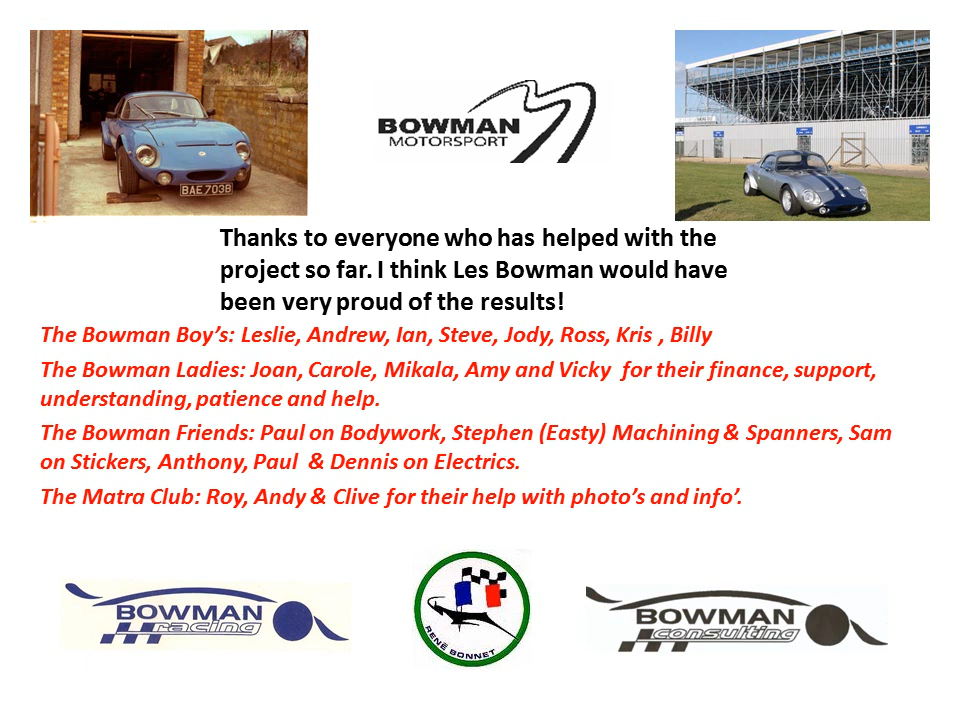 BAE 703B
BOWMAN
MOTORSPORT
Thanks to everyone who has helped with the
project so far. I think Les Bowman would have
been very proud of the results!
The Bowman Boy’s: Leslie, Andrew, Ian, Steve, Jody, Ross, Kris , Billy
The Bowman Ladies: Joan, Carole, Mikala, Amy and Vicky  for their finance, support,
understanding, patience and help.
The Bowman Friends: Paul on Bodywork, Stephen (Easty) Machining & Spanners, Sam
on Stickers, Anthony, Paul  & Dennis on Electrics.
The Matra Club: Roy, Andy & Clive for their help with photo’s and info’.
BOWMAN
racing
RENÉ BONNET
BOWMAN
consulting